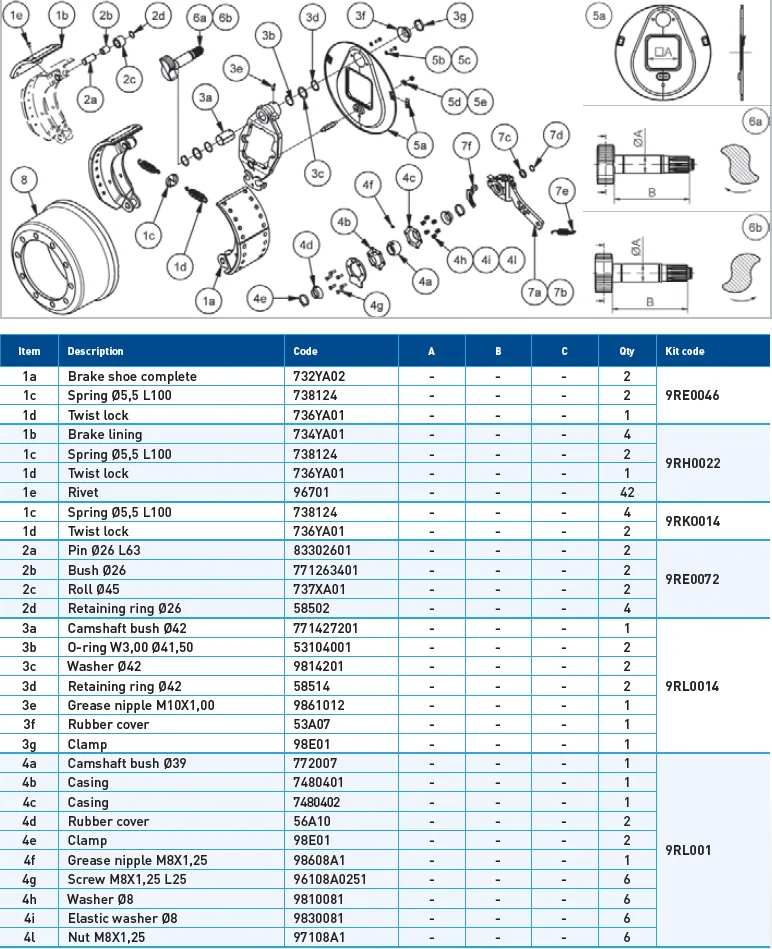 1e 1b 2b 2d 6a 6b 3d 3f 3g 5a
3b
5b 5c
2a 2c 3e
□A
5d 5e
3a
5a
6a
7c 7d
7f
ØA
3c
8
4f 4c
7e
B
1c
4b
6b
4d
ØA
1d
4h 4i 4l
4a
1a
4e 4g
7a 7b
B
Item Description Code A B C Qty Kit code
1a Brake shoe complete 732YA02 - - - 2
1c Spring Ø5,5 L100 738124 - - - 2 9RE0046
1d Twist lock 736YA01 - - - 1
1b Brake lining 734YA01 - - - 4
1c Spring Ø5,5 L100 738124 - - - 2
9RH0022
1d Twist lock 736YA01 - - - 1
1e Rivet 96701 - - - 42
1c Spring Ø5,5 L100 738124 - - - 4
9RK0014
1d Twist lock 736YA01 - - - 2
2a Pin Ø26 L63 83302601 - - - 2
2b Bush Ø26 771263401 - - - 2
9RE0072
2c Roll Ø45 737XA01 - - - 2
2d Retaining ring Ø26 58502 - - - 4
3a Camshaft bush Ø42 771427201 - - - 1
3b O-ring W3,00 Ø41,50 53104001 - - - 2
3c Washer Ø42 9814201 - - - 2
3d Retaining ring Ø42 58514 - - - 2 9RL0014
3e Grease nipple M10X1,00 9861012 - - - 1
3f Rubber cover 53A07 - - - 1
3g Clamp 98E01 - - - 1
4a Camshaft bush Ø39 772007 - - - 1
4b Casing 7480401 - - - 1
4c Casing 7480402 - - - 1
4d Rubber cover 56A10 - - - 2
4e Clamp 98E01 - - - 2
9RL001
4f Grease nipple M8X1,25 98608A1 - - - 1
4g Screw M8X1,25 L25 96108A0251 - - - 6
4h Washer Ø8 9810081 - - - 6
4i Elastic washer Ø8 9830081 - - - 6
4l Nut M8X1,25 97108A1 - - - 6